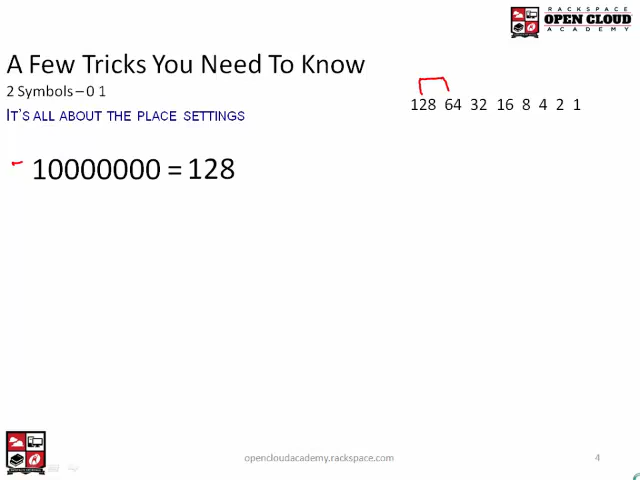 RACKSPACE
OPEN CLOUD
ACADEMY
A Few Tricks You Need To Know
2 Symbols – 0 1
IT'S ALL ABOUT THE PLACE SETTINGS
128 64 32 16 8 4 2 1
10000000 = 128
opencloudacademy.rackspace.com
4